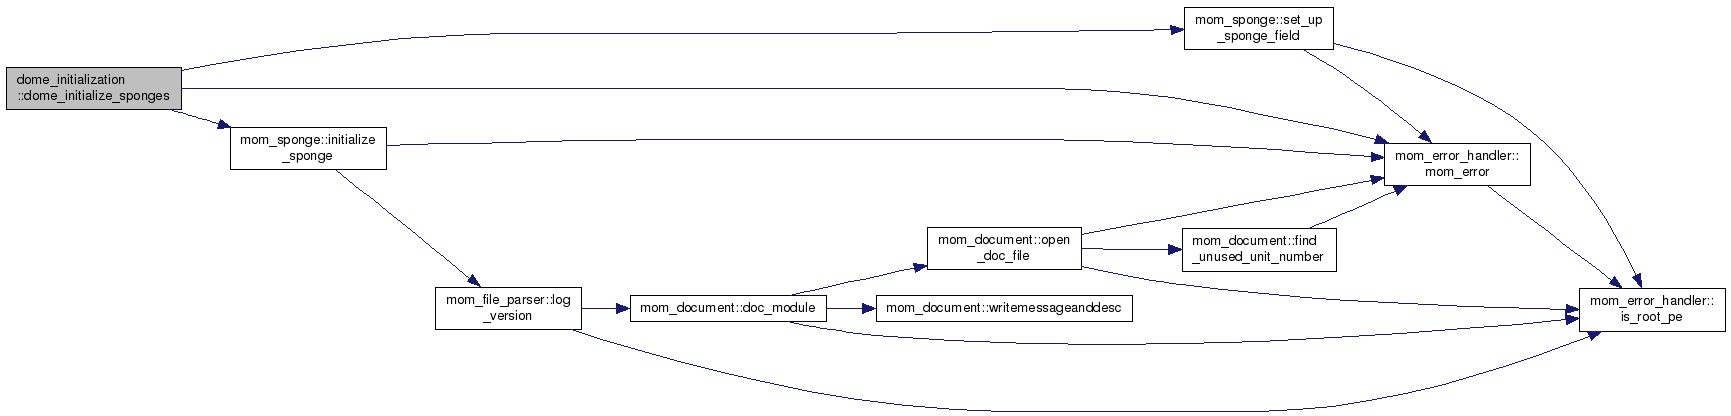 mom_sponge::set_up
_sponge_field
dome_initialization
::dome_initialize_sponges
mom_sponge::initialize
_sponge
mom_error_handler::
mom_error
mom_document::open
_doc_file
mom_document::find
_unused_unit_number
mom_file_parser::log
_version
mom_document::doc_module
mom_document::writemessageanddesc
mom_error_handler::
is_root_pe